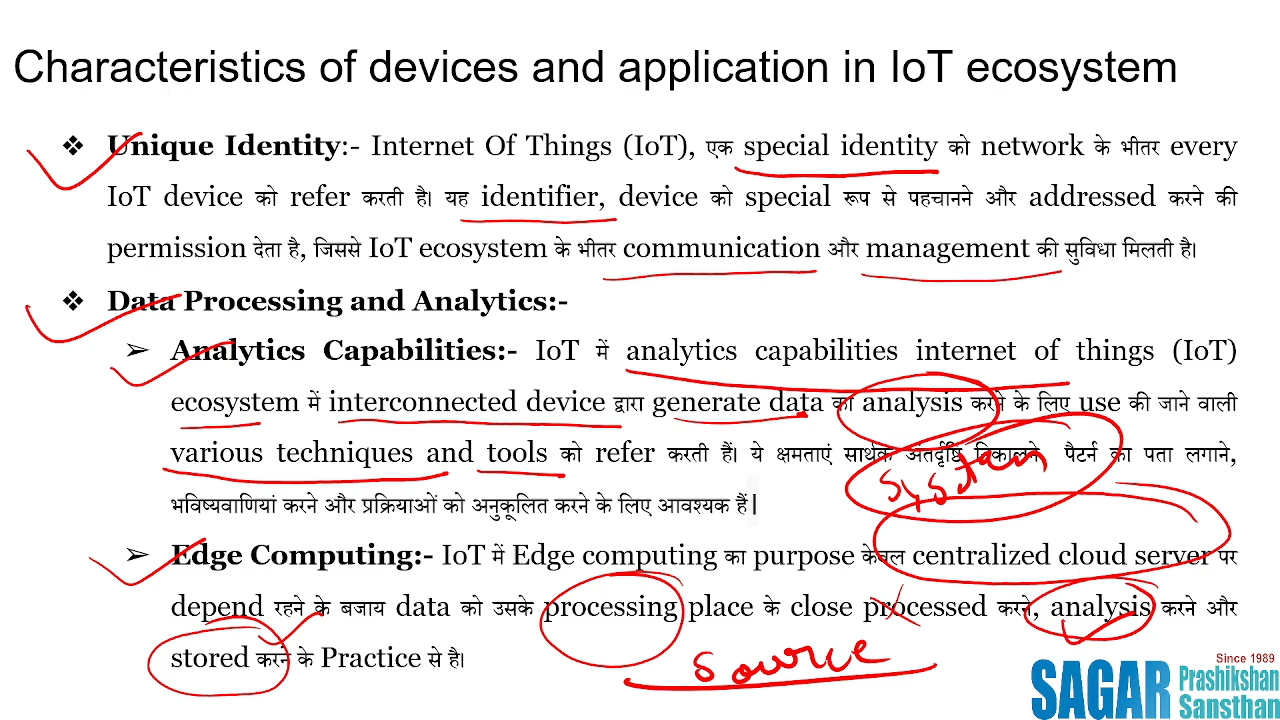 Characteristics of devices and application in IoT ecosystem
❖ Unique Identity:- Internet Of Things (IoT), एक special identity को network के भीतर every
IoT device को refer करती है। यह identifier, device को special रूप से पहचानने और addressed करने की
permission देता है, जिससे IoT ecosystem के भीतर communication और management की सुविधा मिलती है।
❖ Data Processing and Analytics:-
➢ Analytics Capabilities:- IoT में analytics capabilities internet of things (IoT)
ecosystem में interconnected device द्वारा generate data का analysis करने के लिए use की जाने वाली
various techniques and tools को refer करती हैं। ये क्षमताएं सार्थक अंतर्दृष्टि निकालने, पैटर्न का पता लगाने,
system
भविष्यवाणियां करने और प्रक्रियाओं को अनुकूलित करने के लिए आवश्यक हैं|
➢ Edge Computing:- IoT में Edge computing का purpose केवल centralized cloud server पर
depend रहने के बजाय data को उसके processing place के close processed करने, analysis करने और
stored करने के Practice से है।
source
Since 1989
SAGAR Prashikshan
Sansthan